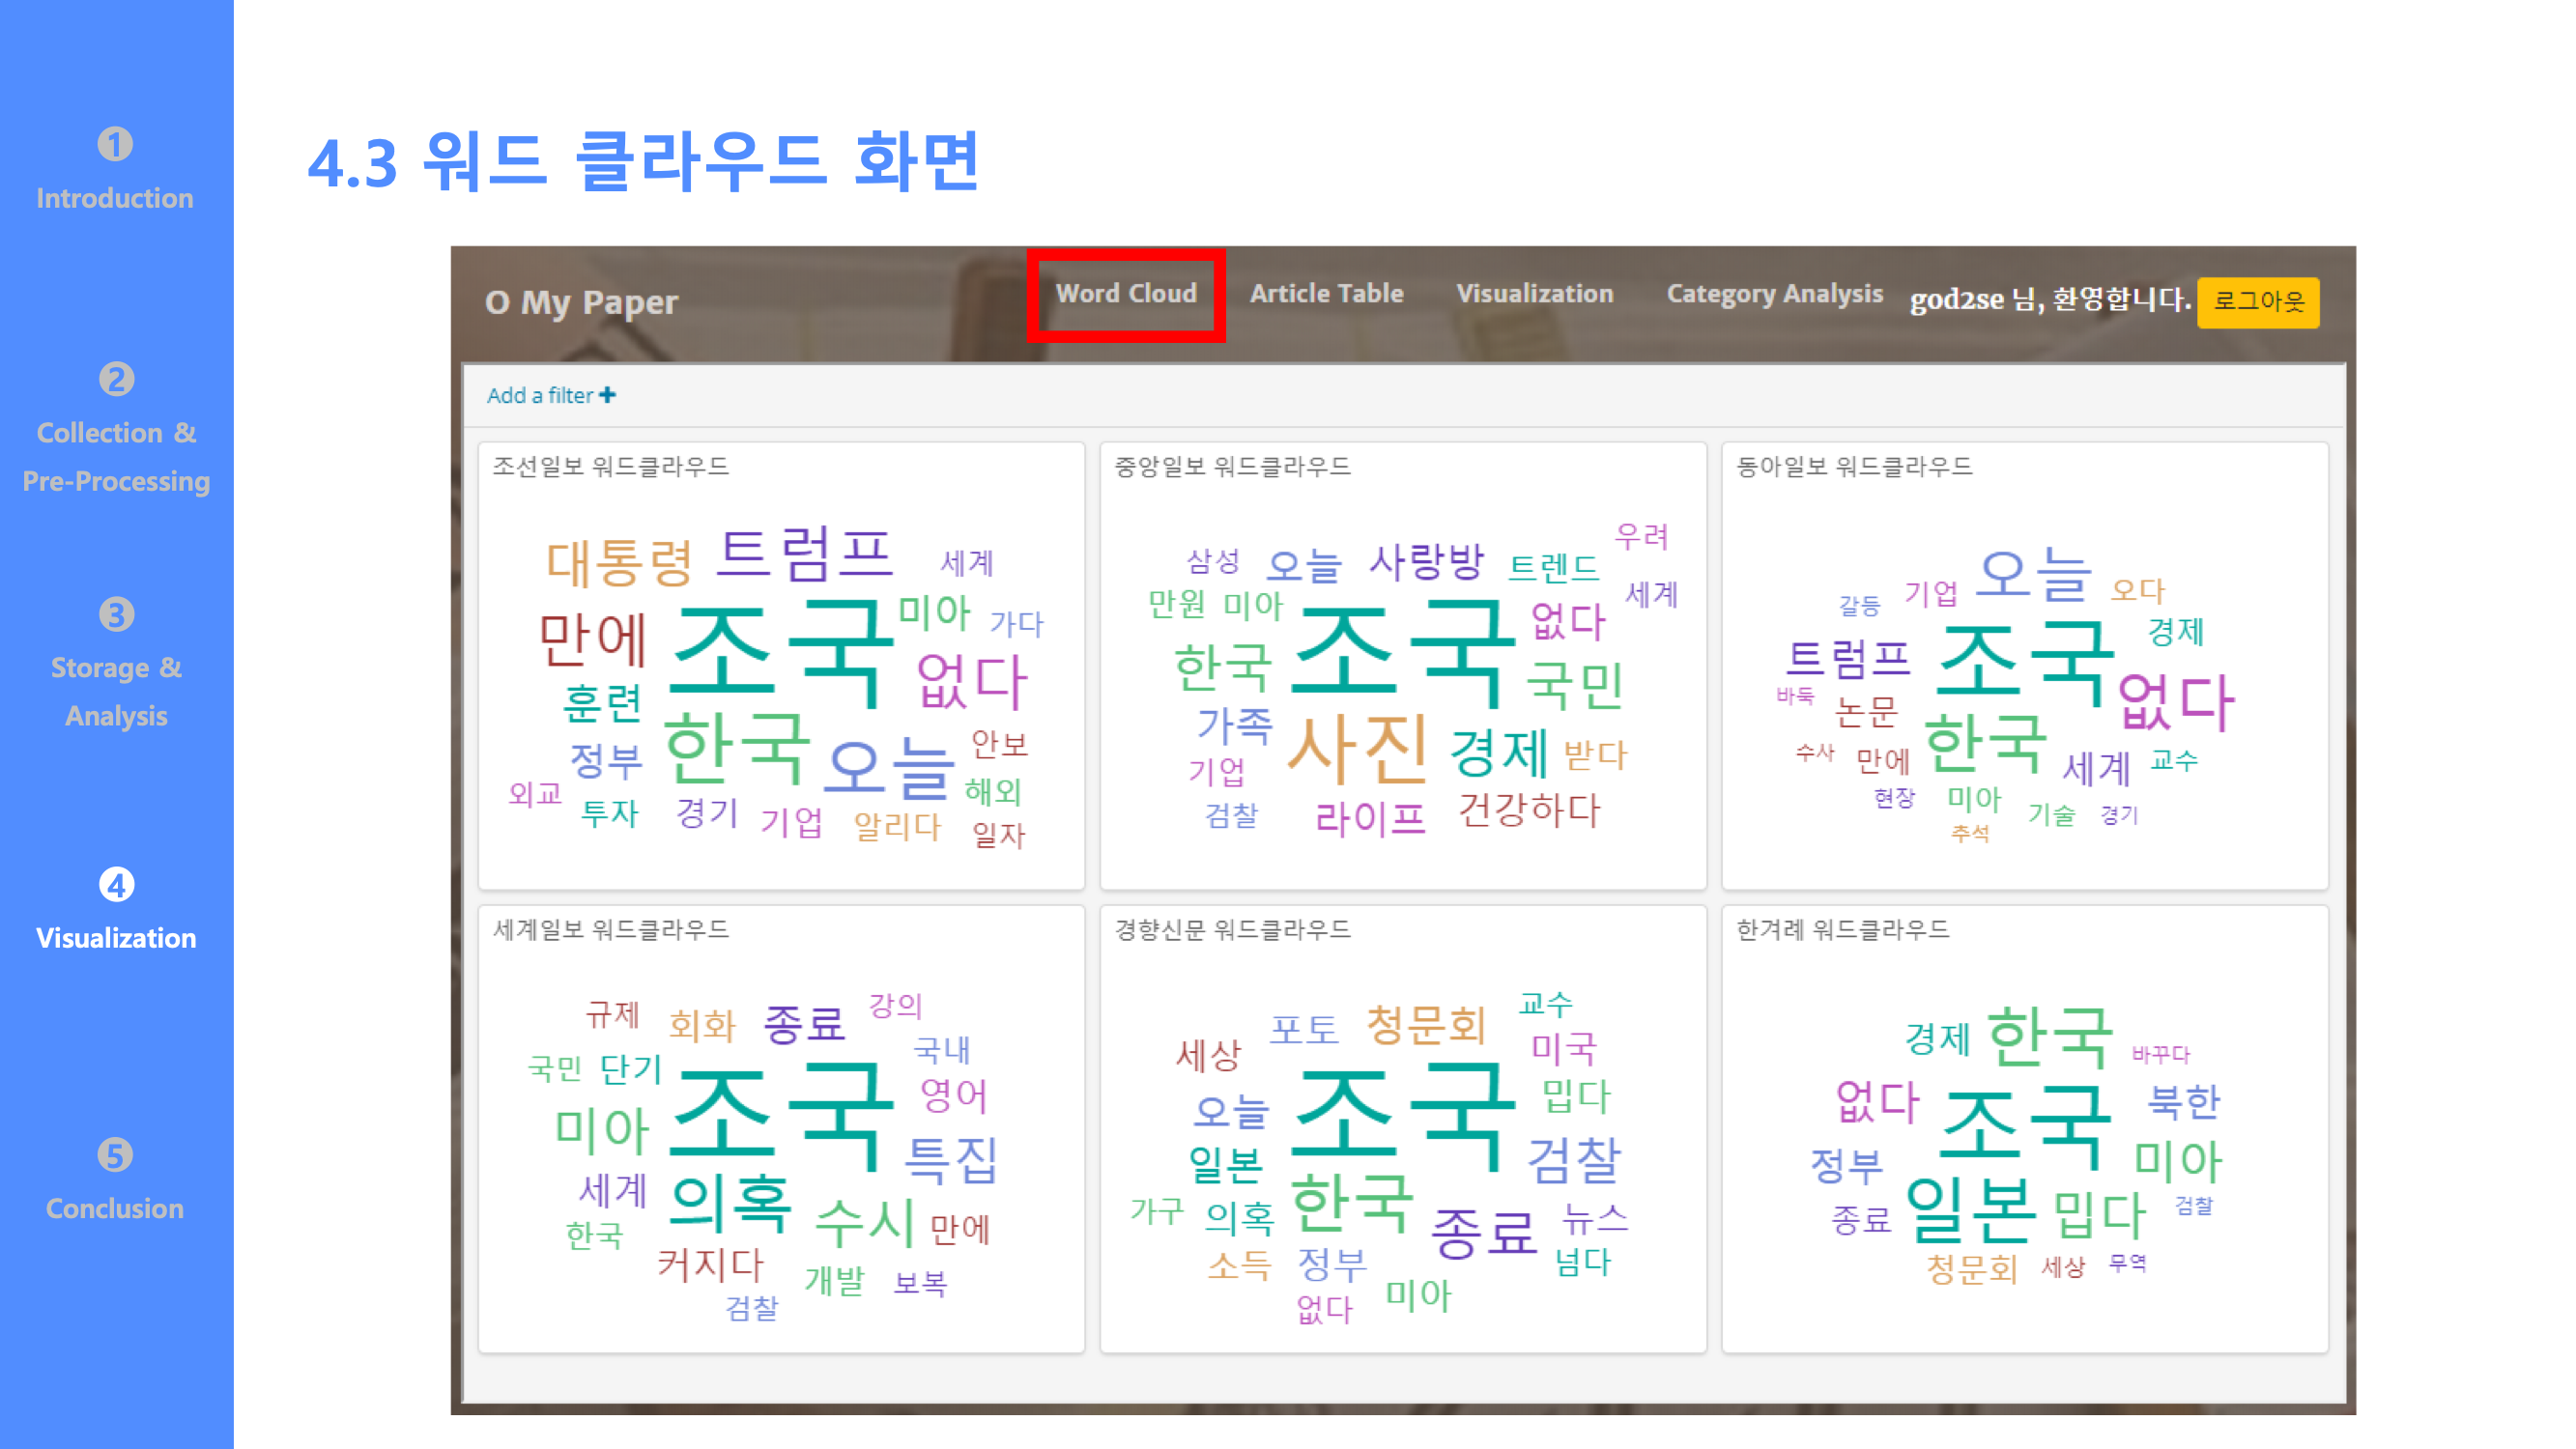 ❶
Introduction
❷
Collection &
Pre-Processing
❸
Storage &
Analysis
❹
Visualization
❺
Conclusion
4.3 워드 클라우드 화면
O My Paper
Word Cloud
Article Table
Visualization
Category Analysis
god2se 님, 환영합니다.
로그아웃
Add a filter +
조선일보 워드클라우드
대통령
트럼프
세계
만에
조국
미아
가다
훈련
없다
정부
한국
오늘
안보
외교
투자
경기
기업
알리다
해외
일자
중앙일보 워드클라우드
우려
삼성
오늘
사랑방
트렌드
세계
만원
미아
조국
없다
한국
국민
가족
사진
경제
받다
기업
검찰
라이프
건강하다
동아일보 워드클라우드
오늘
갈등
기업
오다
트럼프
조국
경제
바둑
논문
없다
수사
만에
한국
세계
교수
현장
미아
기술
경기
추석
세계일보 워드클라우드
규제
회화
종료
강의
국내
국민
단기
조국
영어
미아
특집
세계
의혹
수시
만에
한국
커지다
개발
보복
검찰
경향신문 워드클라우드
교수
포토
청문회
미국
세상
조국
밉다
오늘
일본
검찰
가구
의혹
한국
종료
뉴스
소득
정부
넘다
없다
미아
한겨레 워드클라우드
경제
한국
바꾸다
없다
조국
북한
정부
미아
종료
일본
밉다
검찰
청문회
세상
무역